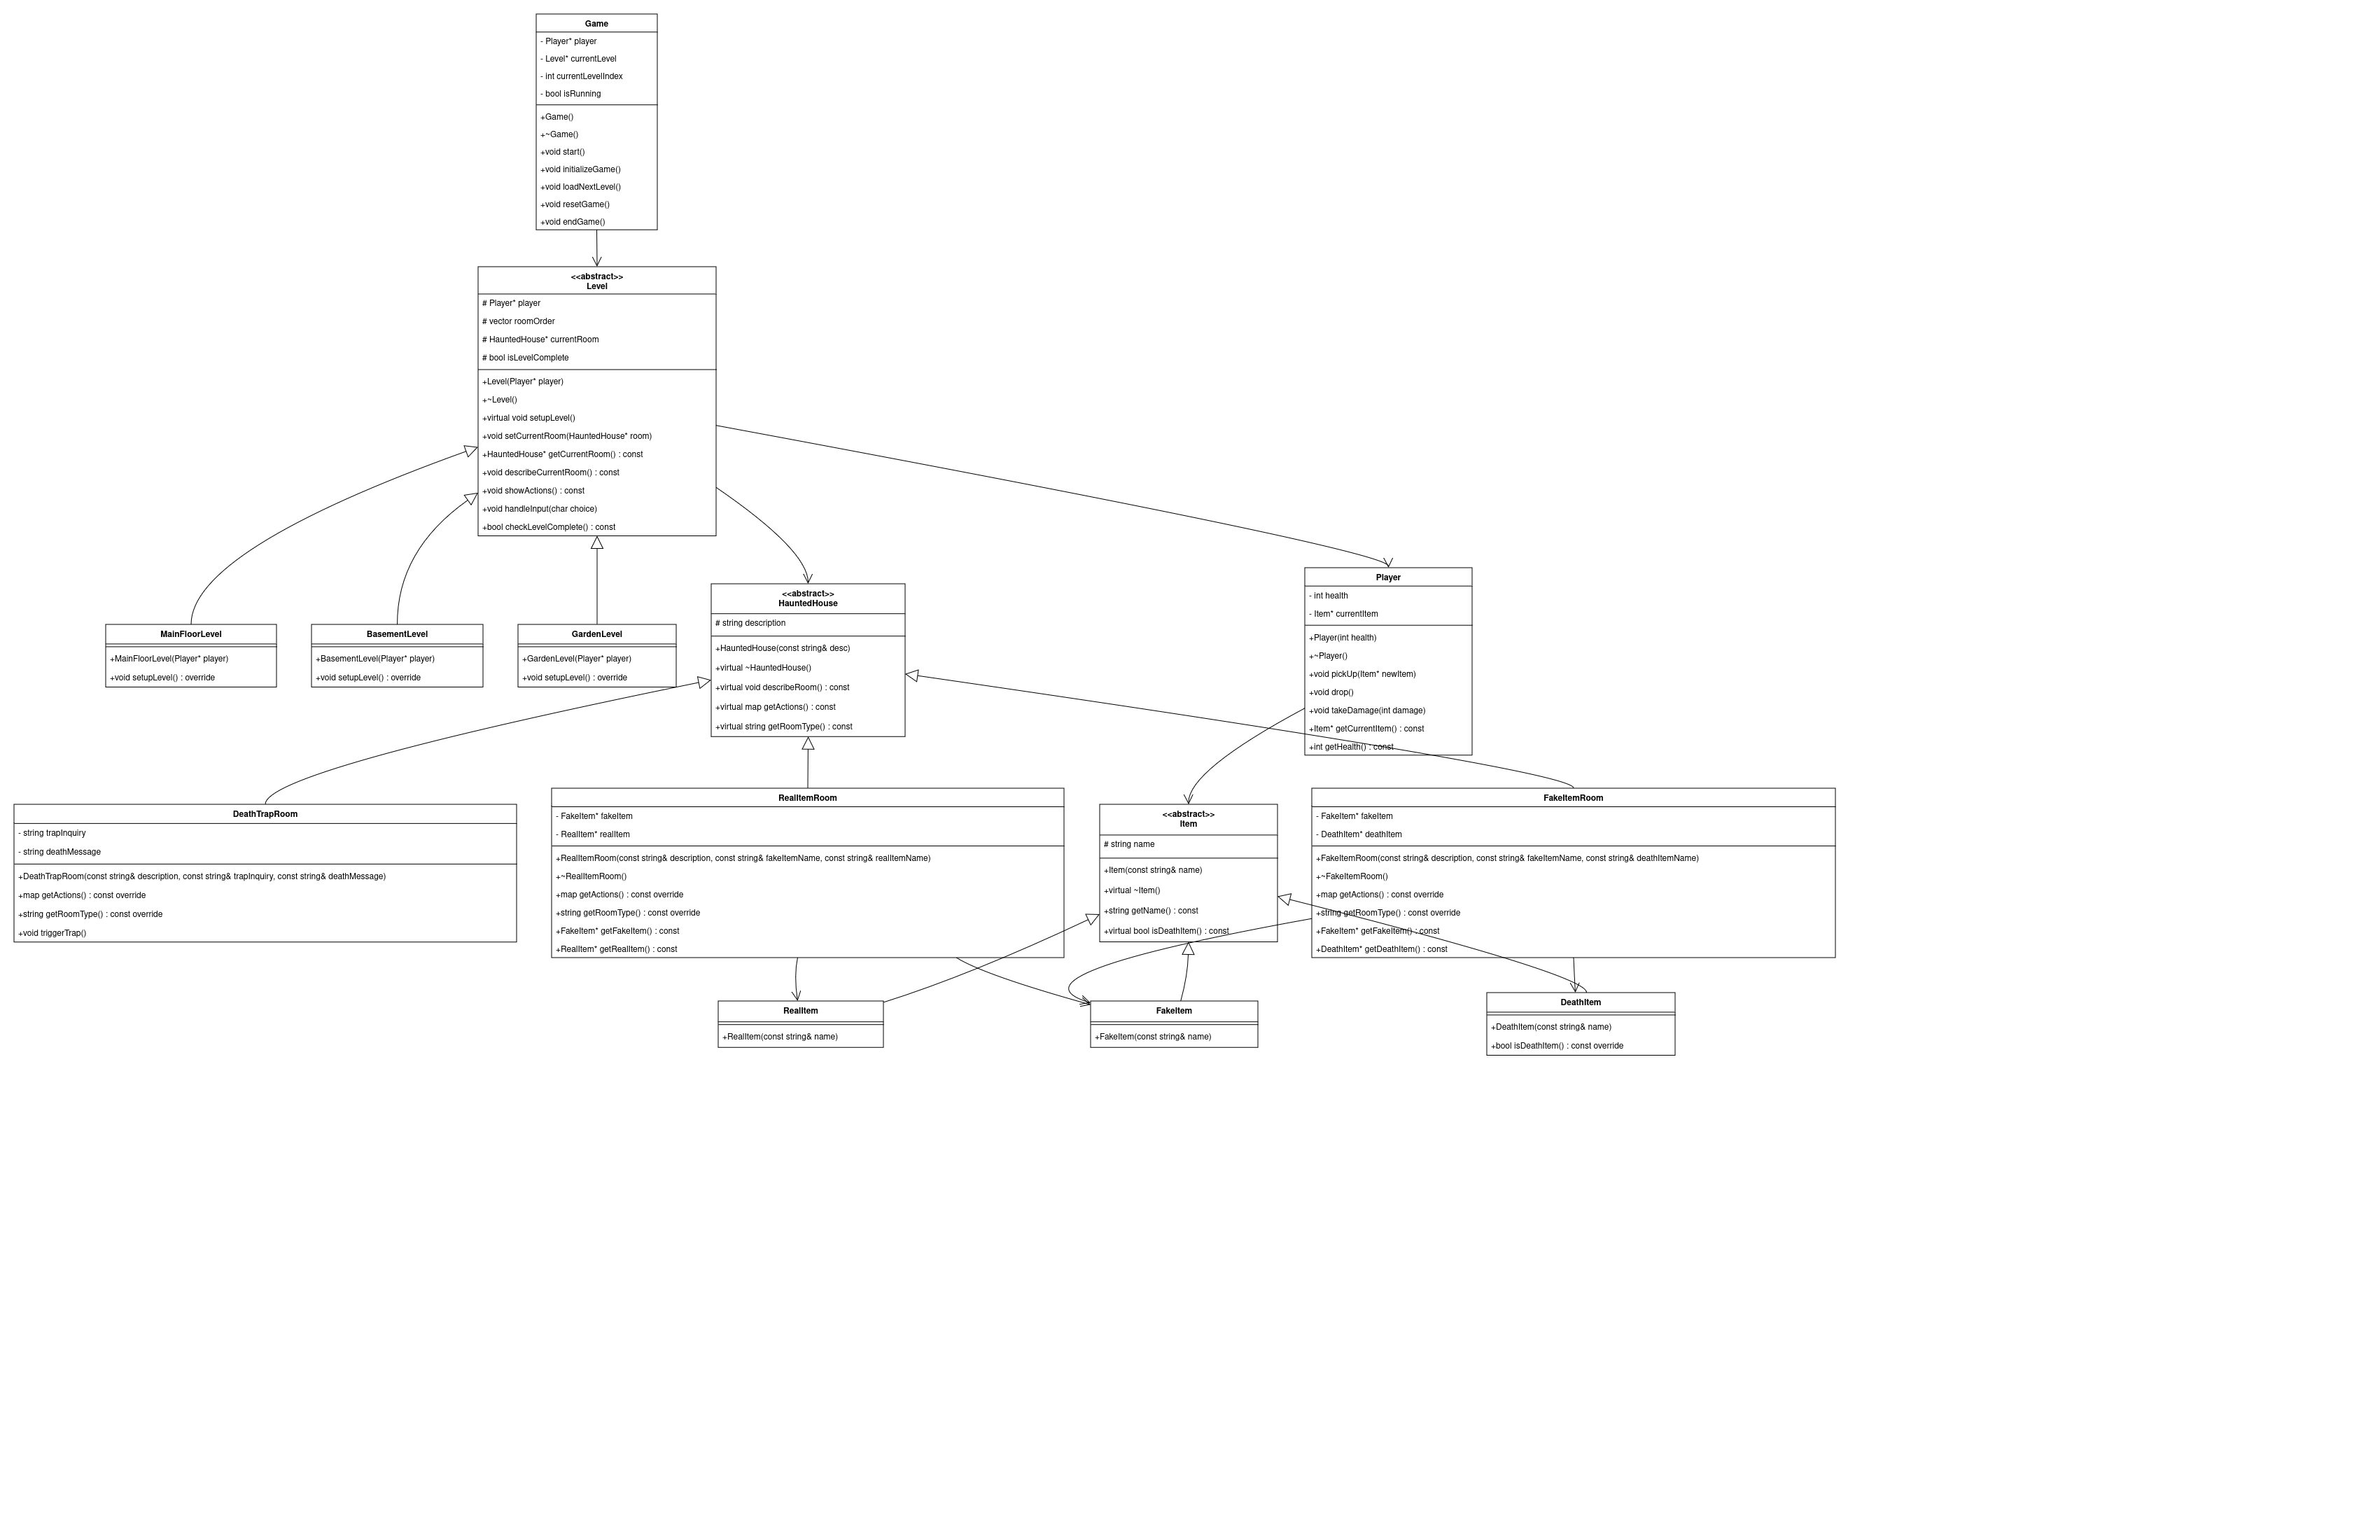 Game
- Player* player
- Level* currentLevel
- int currentLevelIndex
- bool isRunning
+Game()
+~Game()
+void start()
+void initializeGame()
+void loadNextLevel()
+void resetGame()
+void endGame()
<<abstract>>
Level
# Player* player
# vector roomOrder
# HauntedHouse* currentRoom
# bool isLevelComplete
+Level(Player* player)
+~Level()
+virtual void setupLevel()
+void setCurrentRoom(HauntedHouse* room)
+HauntedHouse* getCurrentRoom() : const
+void describeCurrentRoom() : const
+void showActions() : const
+void handleInput(char choice)
+bool checkLevelComplete() : const
MainFloorLevel
+MainFloorLevel(Player* player)
+void setupLevel() : override
BasementLevel
+BasementLevel(Player* player)
+void setupLevel() : override
GardenLevel
+GardenLevel(Player* player)
+void setupLevel() : override
<<abstract>>
HauntedHouse
# string description
+HauntedHouse(const string& desc)
+virtual ~HauntedHouse()
+virtual void describeRoom() : const
+virtual map getActions() : const
+virtual string getRoomType() : const
Player
- int health
- Item* currentItem
+Player(int health)
+~Player()
+void pickUp(Item* newItem)
+void drop()
+void takeDamage(int damage)
+Item* getCurrentItem() : const
+int getHealth() : const
DeathTrapRoom
- string trapInquiry
- string deathMessage
+DeathTrapRoom(const string& description, const string& trapInquiry, const string& deathMessage)
+map getActions() : const override
+string getRoomType() : const override
+void triggerTrap()
RealItemRoom
- FakeItem* fakeItem
- RealItem* realItem
+RealItemRoom(const string& description, const string& fakeItemName, const string& realItemName)
+~RealItemRoom()
+map getActions() : const override
+string getRoomType() : const override
+FakeItem* getFakeItem() : const
+RealItem* getRealItem() : const
<<abstract>>
Item
# string name
+Item(const string& name)
+virtual ~Item()
+string getName() : const
+virtual bool isDeathItem() : const
FakeItemRoom
- FakeItem* fakeItem
- DeathItem* deathItem
+FakeItemRoom(const string& description, const string& fakeItemName, const string& deathItemName)
+~FakeItemRoom()
+map getActions() : const override
+string getRoomType() : const override
+FakeItem* getFakeItem() : const
+DeathItem* getDeathItem() : const
RealItem
+RealItem(const string& name)
FakeItem
+FakeItem(const string& name)
DeathItem
+DeathItem(const string& name)
+bool isDeathItem() : const override